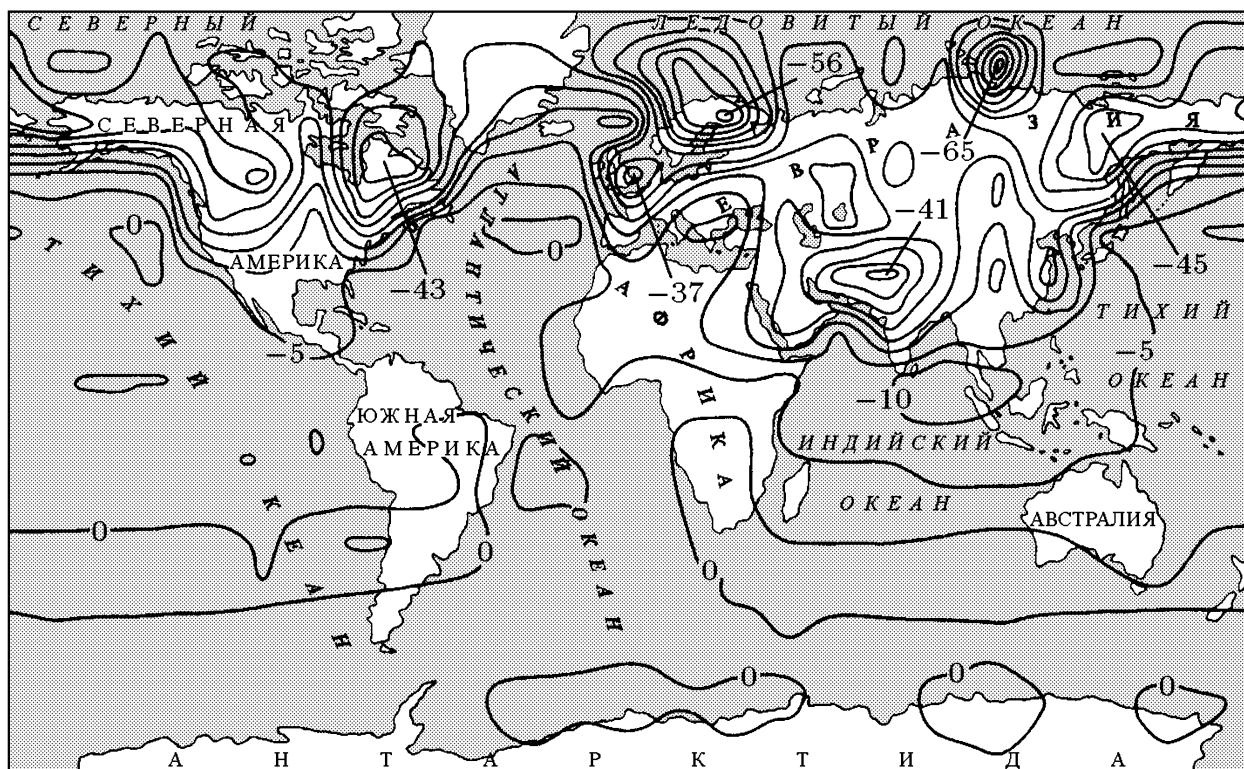 СЕВЕРНЫЙ ЛЕДОВИТЫЙ ОКЕАН
-56
СЕВЕРНАЯ
ЕВРАЗИЯ
-65
-41
0
0
АМЕРИКА
-43
-37
-45
ТИХИЙ
-5
-5
ОКЕАН
-10
АФРИКА
АТЛАНТИЧЕСКИЙ ОКЕАН
ТИХИЙ ОКЕАН
ЮЖНАЯ
АМЕРИКА
ИНДИЙСКИЙ
ОКЕАН
АВСТРАЛИЯ
0
0
0
0
0
0
АНТАРКТИДА